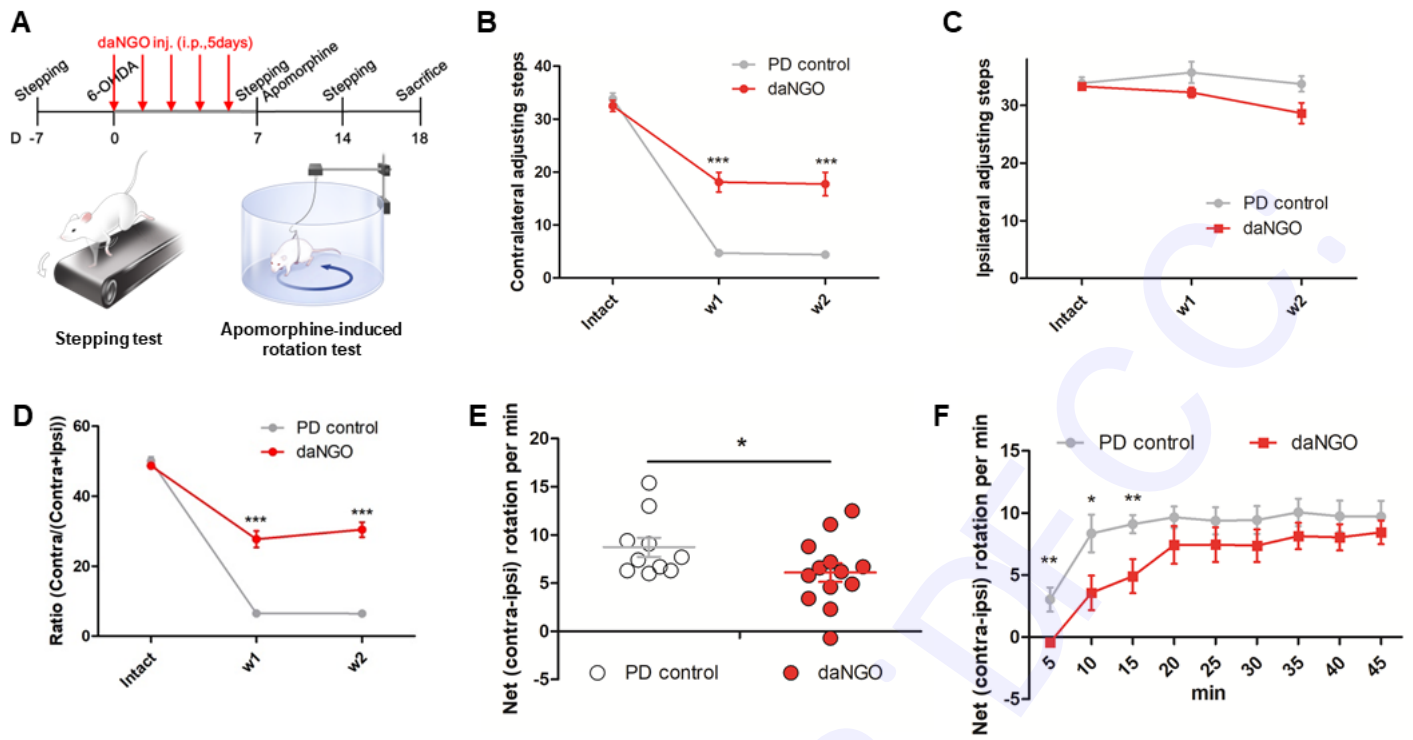 A
daNGO inj. (i.p.,5days)
Stepping
6-OHDA
Stepping
Apomorphine
Stepping
Sacrifice
D -7 0 7 14 18
Stepping test
Apomorphine-induced
rotation test
B
Contralateral adjusting steps
40
30
20
10
0
PD control
daNGO
***
***
Intact
w1
w2
C
Ipsilateral adjusting steps
30
20
10
0
PD control
daNGO
Intact
w1
w2
D
Ratio (Contra/(Contra+Ipsi))
60
40
20
0
PD control
daNGO
***
***
Intact
w1
w2
E
Net (contra-ipsi) rotation per min
20
15
10
5
0
-5
*
PD control
daNGO
F
Net (contra-ipsi) rotation per min
PD control
daNGO
15
10
5
0
-5
**
*
**
5 10 15 20 25 30 35 40 45
min